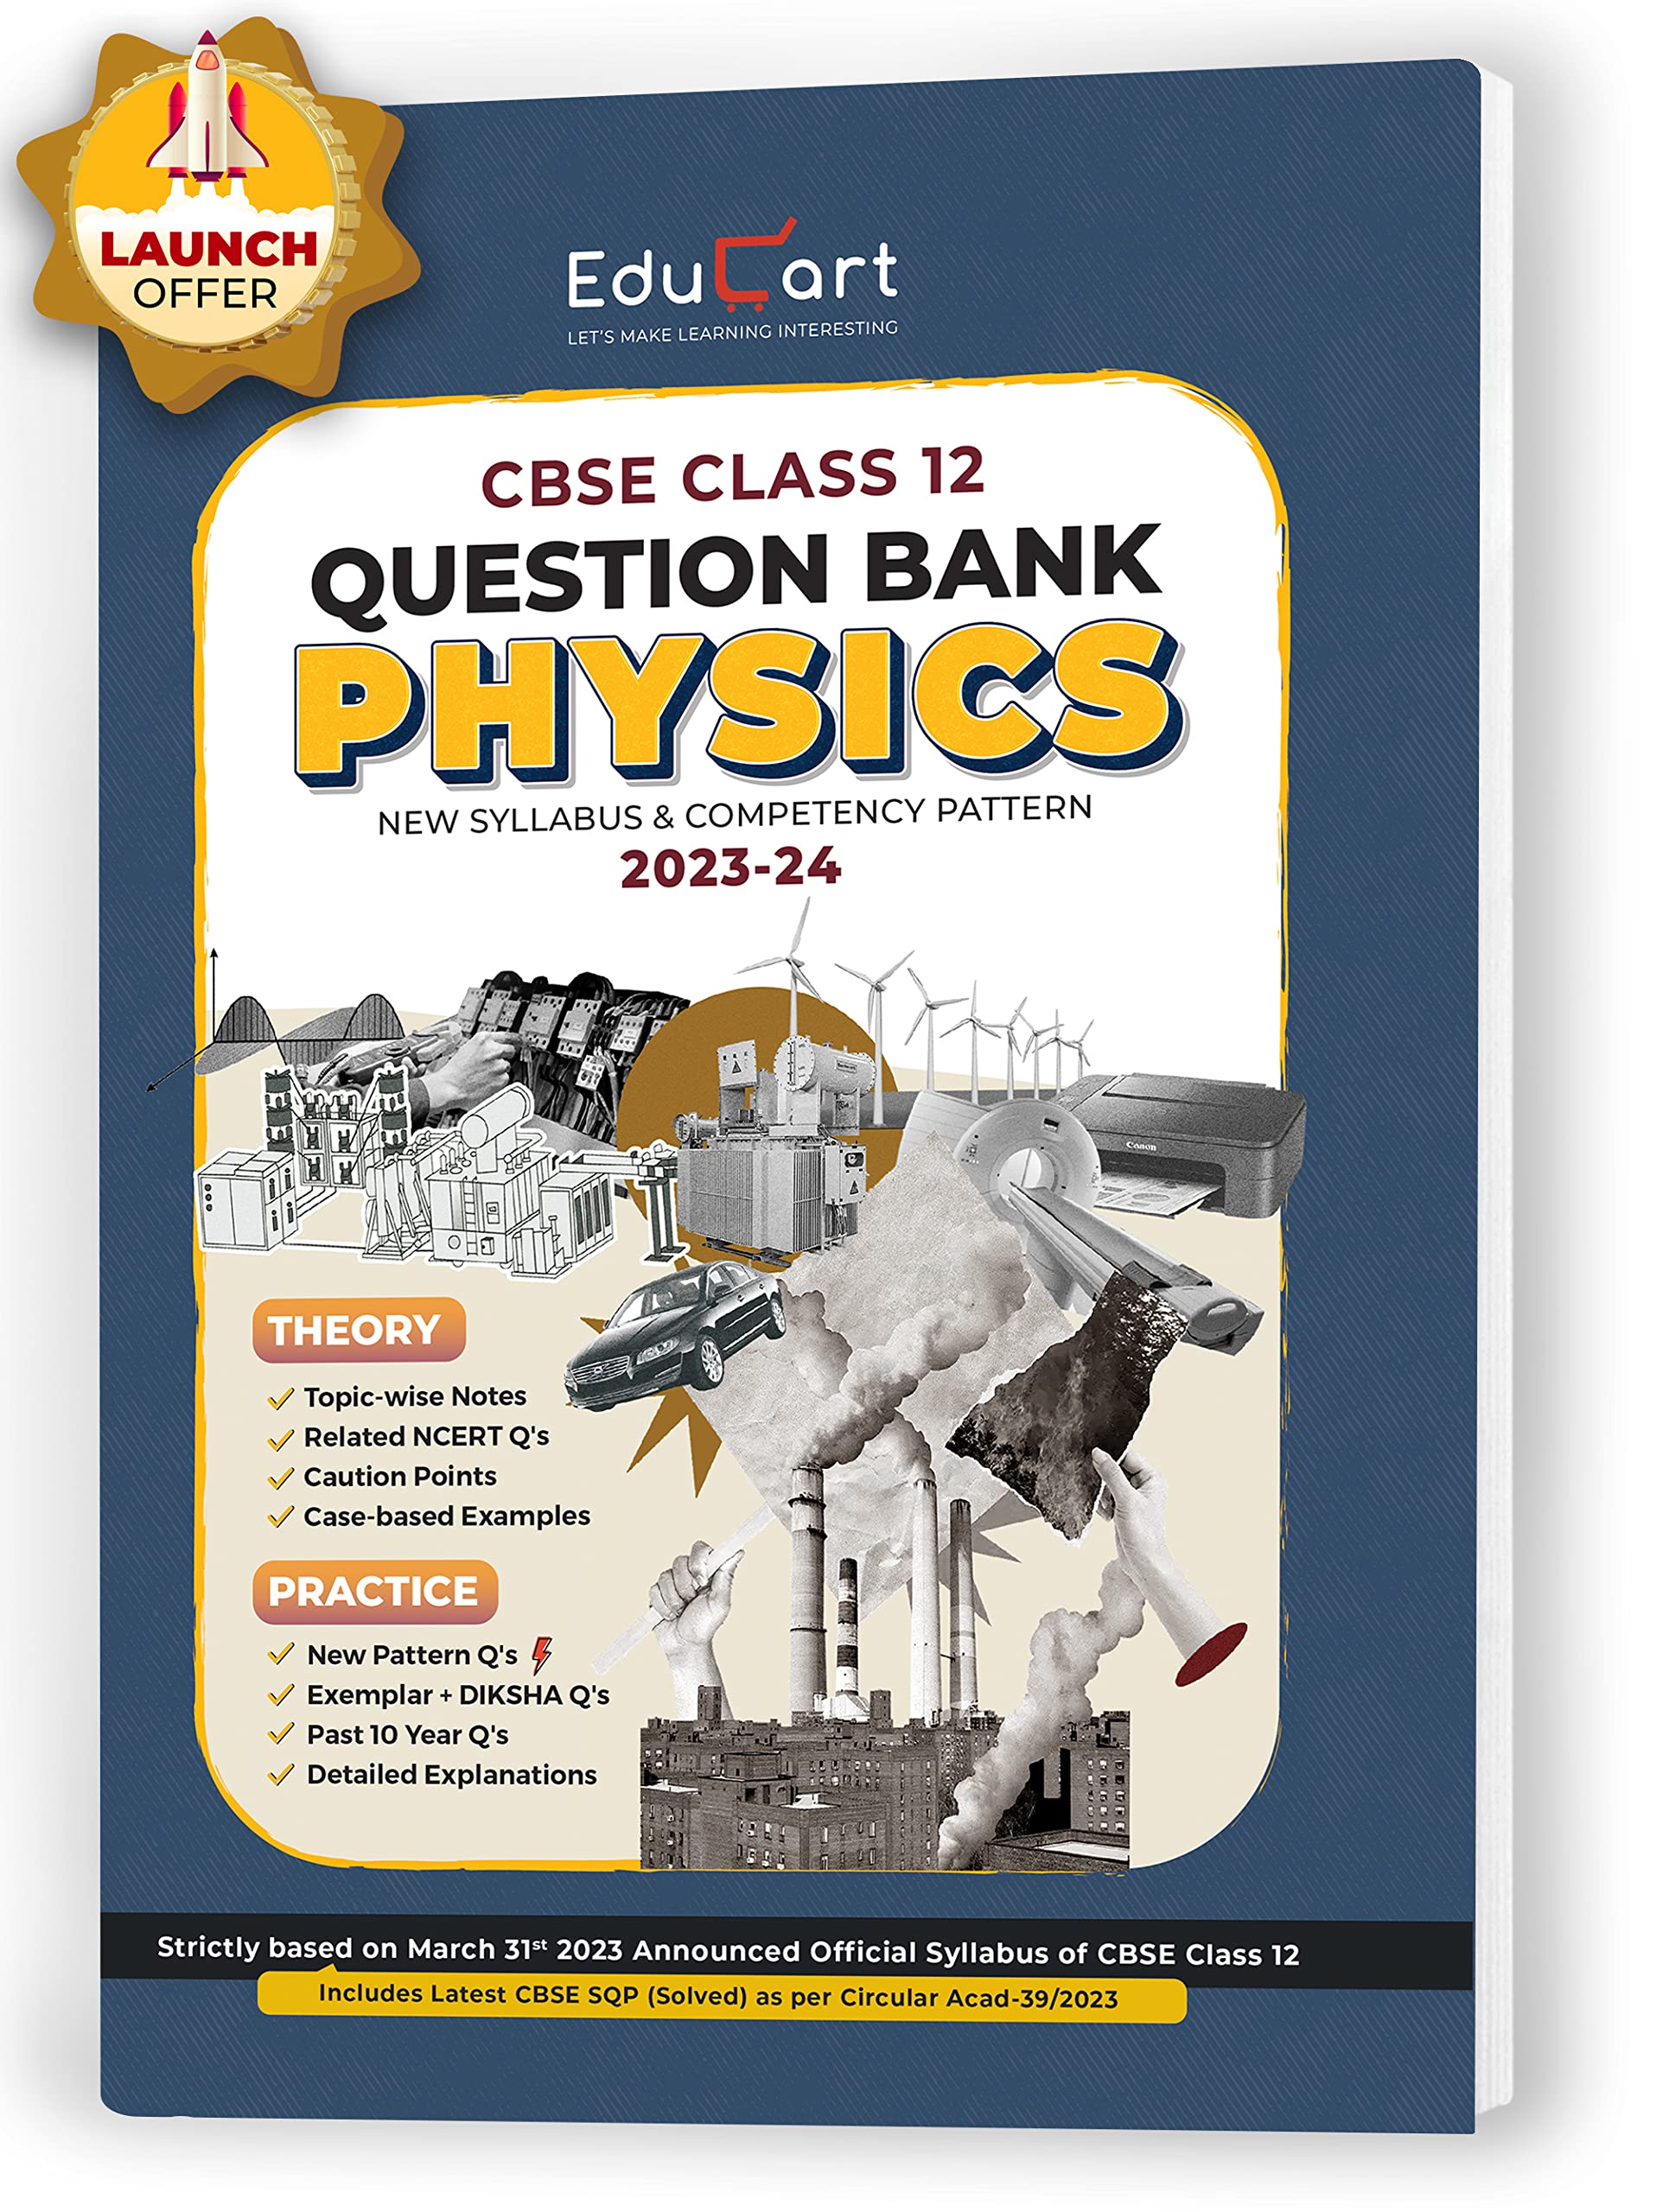 LAUNCH
OFFER
EduCart
LET'S MAKE LEARNING INTERESTING
CBSE CLASS 12
QUESTION BANK
PHYSICS
NEW SYLLABUS & COMPETENCY PATTERN
2023-24
Canon
THEORY
Topic-wise Notes
Related NCERT Q's
Caution Points
Case-based Examples
PRACTICE
New Pattern Q's
Exemplar + DIKSHA Q's
Past 10 Year Q's
Detailed Explanations
Strictly based on March 31st 2023 Announced Official Syllabus of CBSE Class 12
Includes Latest CBSE SQP (Solved) as per Circular Acad-39/2023